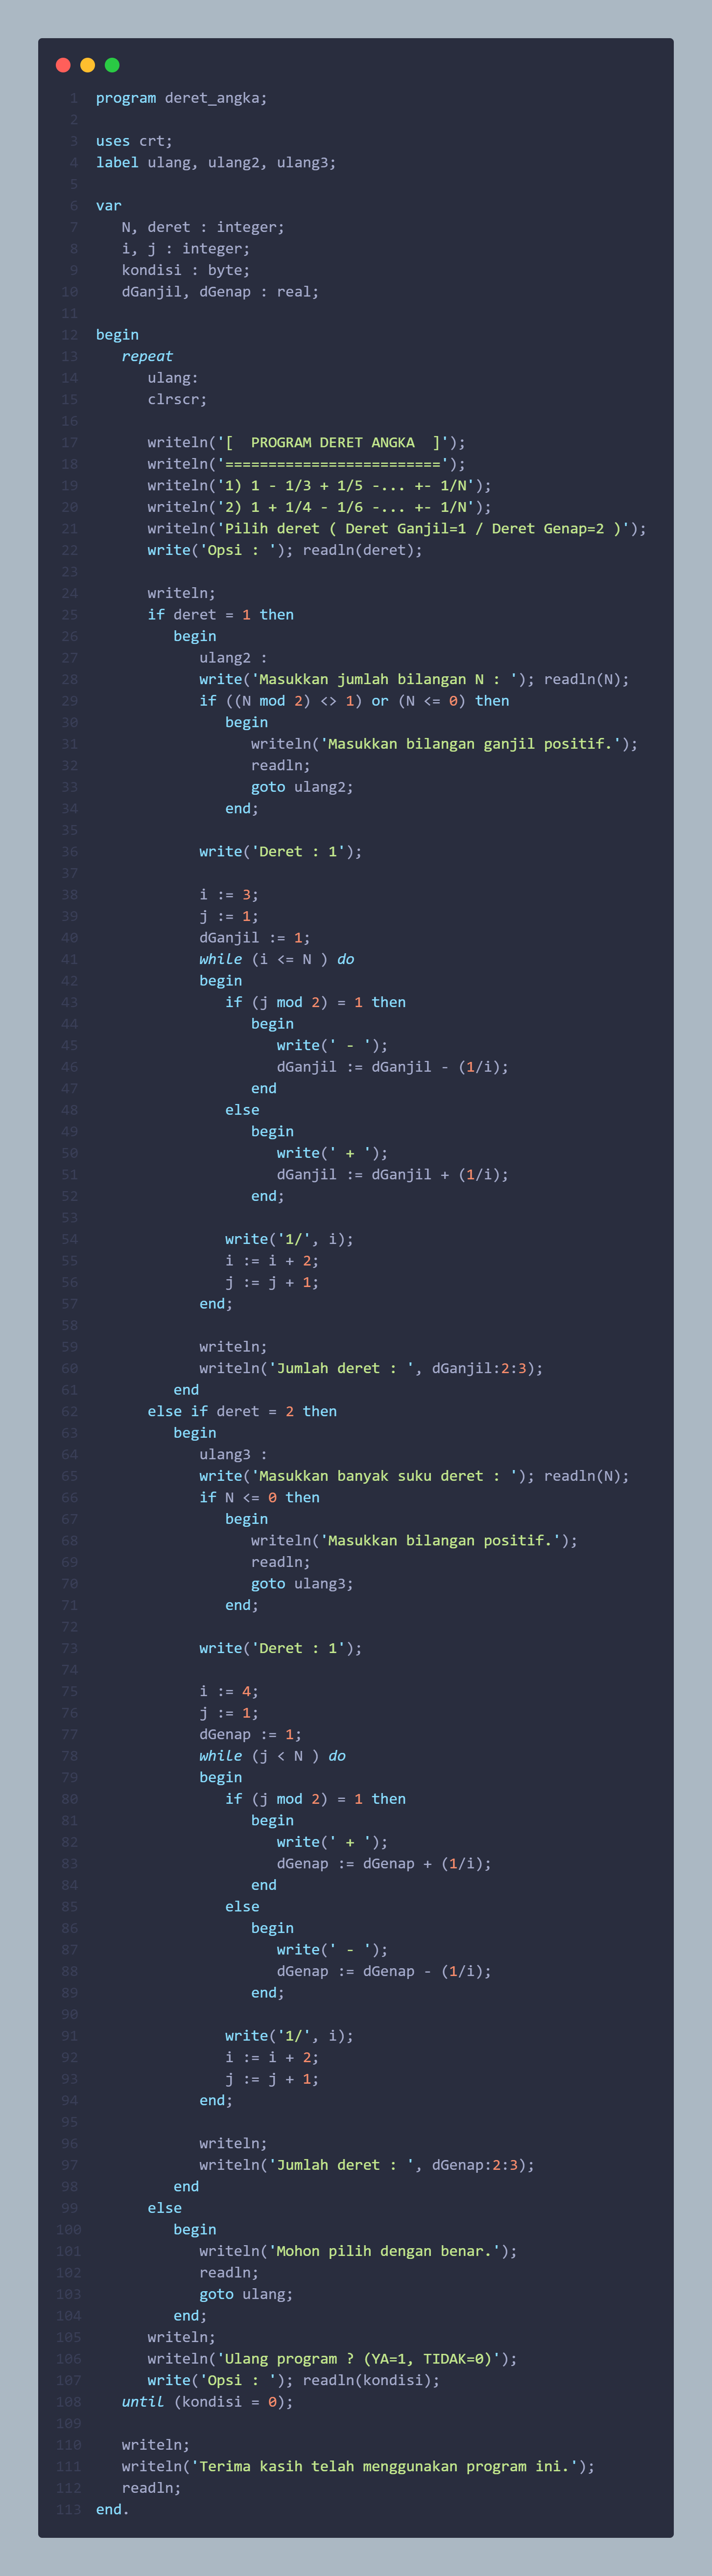 1 program deret_angka;
2
3 uses crt;
4 label ulang, ulang2, ulang3;
5
6 var
7    N, deret : integer;
8    i, j : integer;
9    kondisi : byte;
10    dGanjil, dGenap : real;
11
12 begin
13    repeat
14       ulang:
15       clrscr;
16
17       writeln('[  PROGRAM DERET ANGKA  ]');
18       writeln('=========================');
19       writeln('1) 1 - 1/3 + 1/5 -... +- 1/N');
20       writeln('2) 1 + 1/4 - 1/6 -... +- 1/N');
21       writeln('Pilih deret ( Deret Ganjil=1 / Deret Genap=2 )');
22       write('Opsi : '); readln(deret);
23
24       writeln;
25       if deret = 1 then
26          begin
27             ulang2 :
28             write('Masukkan jumlah bilangan N : '); readln(N);
29             if ((N mod 2) <> 1) or (N <= 0) then
30                begin
31                   writeln('Masukkan bilangan ganjil positif.');
32                   readln;
33                   goto ulang2;
34                end;
35
36             write('Deret : 1');
37
38             i := 3;
39             j := 1;
40             dGanjil := 1;
41             while (i <= N ) do
42             begin
43                if (j mod 2) = 1 then
44                   begin
45                      write(' - ');
46                      dGanjil := dGanjil - (1/i);
47                   end
48                else
49                   begin
50                      write(' + ');
51                      dGanjil := dGanjil + (1/i);
52                   end;
53
54                write('1/', i);
55                i := i + 2;
56                j := j + 1;
57             end;
58
59             writeln;
60             writeln('Jumlah deret : ', dGanjil:2:3);
61          end
62       else if deret = 2 then
63          begin
64             ulang3 :
65             write('Masukkan banyak suku deret : '); readln(N);
66             if N <= 0 then
67                begin
68                   writeln('Masukkan bilangan positif.');
69                   readln;
70                   goto ulang3;
71                end;
72
73             write('Deret : 1');
74
75             i := 4;
76             j := 1;
77             dGenap := 1;
78             while (j < N ) do
79             begin
80                if (j mod 2) = 1 then
81                   begin
82                      write(' + ');
83                      dGenap := dGenap + (1/i);
84                   end
85                else
86                   begin
87                      write(' - ');
88                      dGenap := dGenap - (1/i);
89                   end;
90
91                write('1/', i);
92                i := i + 2;
93                j := j + 1;
94             end;
95
96             writeln;
97             writeln('Jumlah deret : ', dGenap:2:3);
98          end
99       else
100          begin
101             writeln('Mohon pilih dengan benar.');
102             readln;
103             goto ulang;
104          end;
105       writeln;
106       writeln('Ulang program ? (YA=1, TIDAK=0)');
107       write('Opsi : '); readln(kondisi);
108    until (kondisi = 0);
109
110    writeln;
111    writeln('Terima kasih telah menggunakan program ini.');
112    readln;
113 end.